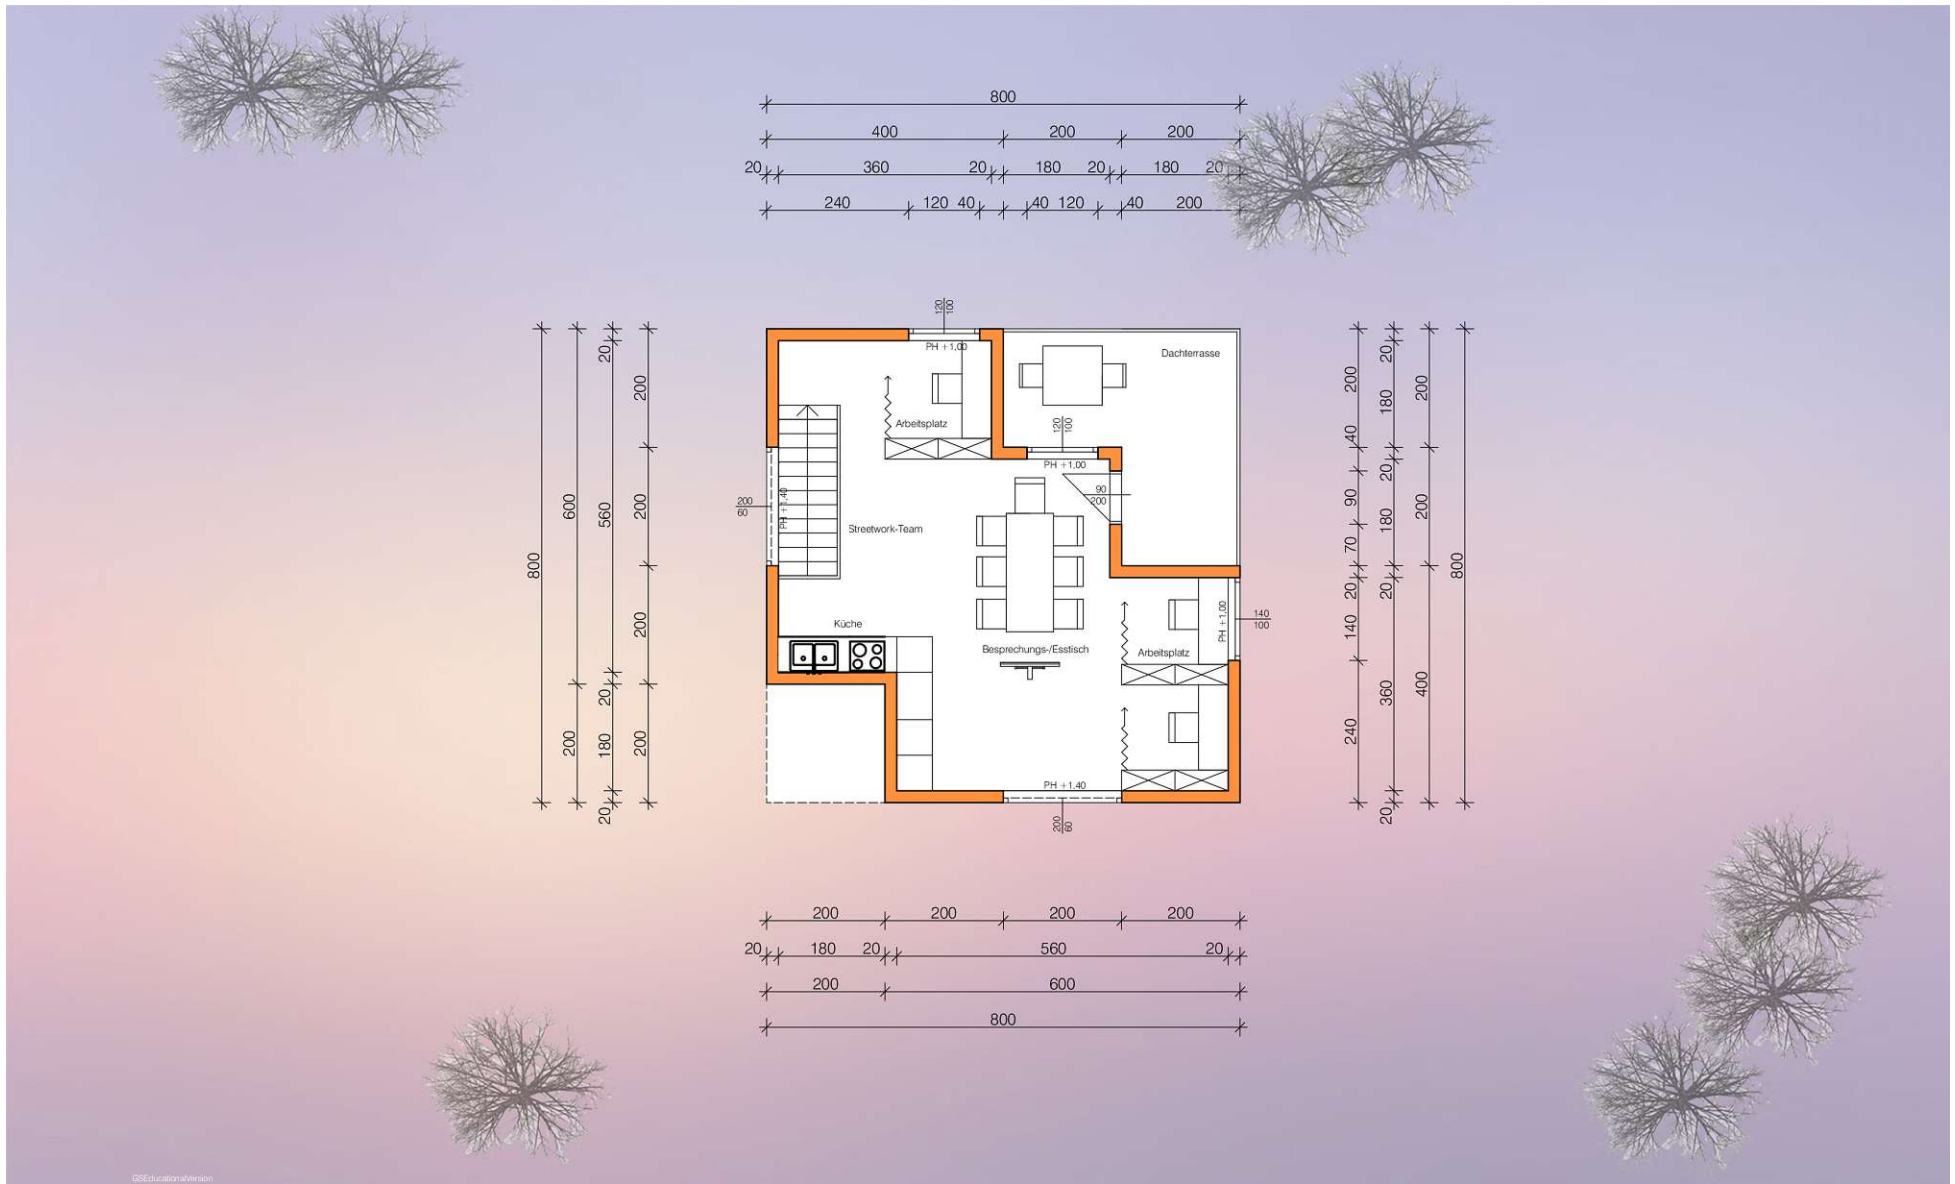 800
400 200 200
20 360 20 180 20 180 20
240 120 40 40 120 40 200
120
100
PH +1,00
Dachterrasse
Arbeitsplatz
120
100
PH +1,00
90
200
200
60
PH +1,40
Streetwork-Team
Küche
Besprechungs-/Esstisch
Arbeitsplatz
PH +1,00
140
100
PH +1,40
200
60
800
600
200
20
560
20
180
20
200
200
200
200
200
40
90
70
20
140
240
20
180
20
180
20
360
20
200
200
400
800
200 200 200 200
20 180 20 560 20
200 600
800
GSEducationalVersion